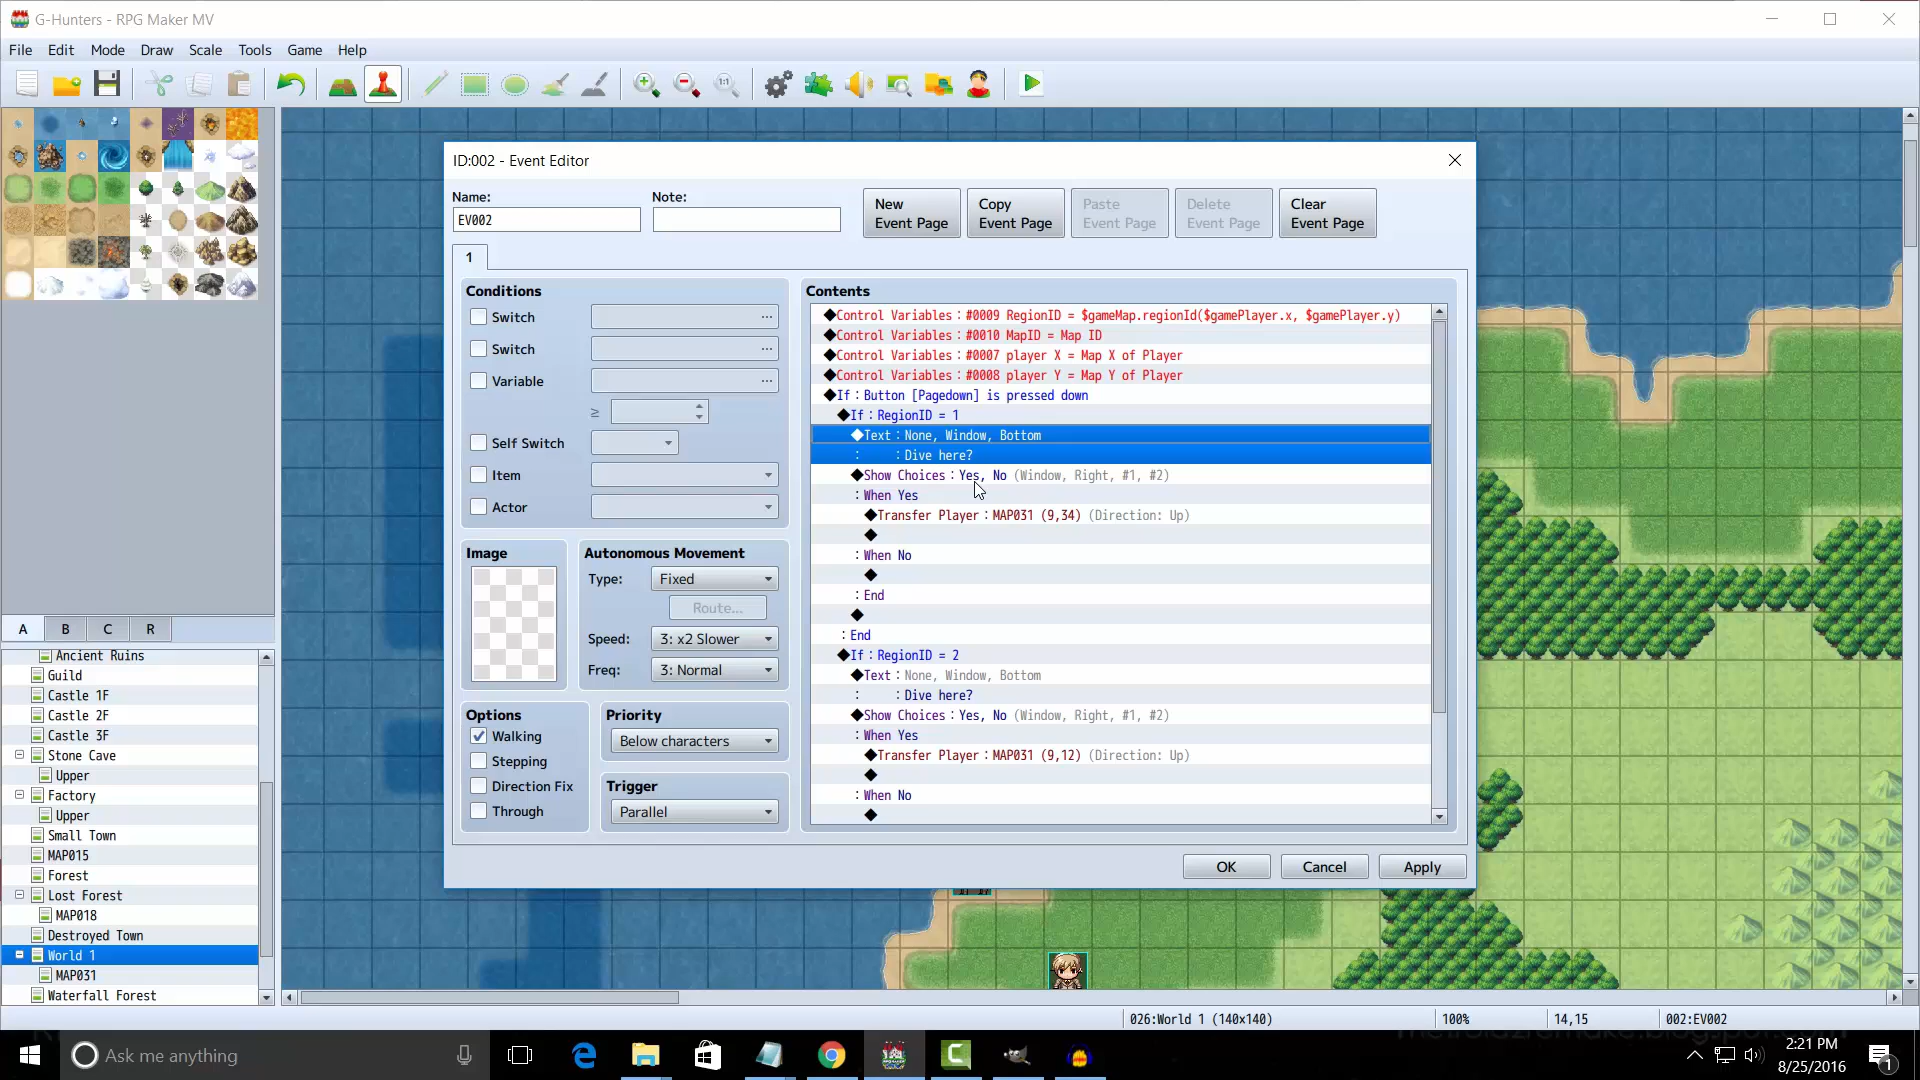 G-Hunters - RPG Maker MV
File Edit Mode Draw Scale Tools Game Help
1:1
ID:002 - Event Editor
Name:
EV002
Note:
New
Event Page
Copy
Event Page
Paste
Event Page
Delete
Event Page
Clear
Event Page
1
Conditions
Switch
...
Switch
...
Variable
...
≥
Self Switch
Item
Actor
Image
Autonomous Movement
Type: Fixed
Route...
Speed: 3: x2 Slower
Freq: 3: Normal
Options
Walking
Stepping
Direction Fix
Through
Priority
Below characters
Trigger
Parallel
Contents
◆Control Variables : #0009 RegionID = $gameMap.regionId($gamePlayer.x, $gamePlayer.y)
◆Control Variables : #0010 MapID = Map ID
◆Control Variables : #0007 player X = Map X of Player
◆Control Variables : #0008 player Y = Map Y of Player
◆If : Button [Pagedown] is pressed down
◆If : RegionID = 1
◆Text : None, Window, Bottom
: : Dive here?
◆Show Choices : Yes, No (Window, Right, #1, #2)
: When Yes
◆Transfer Player : MAP031 (9,34) (Direction: Up)
◆
: When No
◆
: End
◆
: End
◆If : RegionID = 2
◆Text : None, Window, Bottom
: : Dive here?
◆Show Choices : Yes, No (Window, Right, #1, #2)
: When Yes
◆Transfer Player : MAP031 (9,12) (Direction: Up)
◆
: When No
◆
OK Cancel Apply
A B C R
Ancient Ruins
Guild
Castle 1F
Castle 2F
Castle 3F
Stone Cave
Upper
Factory
Upper
Small Town
MAP015
Forest
Lost Forest
MAP018
Destroyed Town
World 1
MAP031
Waterfall Forest
026:World 1 (140x140) 100% 14,15 002:EV002
Ask me anything
2:21 PM
8/25/2016
1